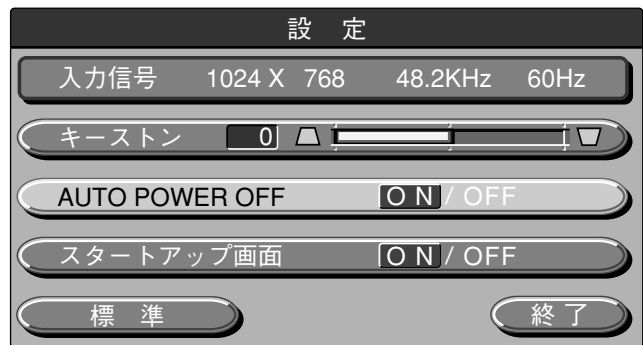 設 定
入力信号 1024 X 768 48.2KHz 60Hz
キーストン 0
AUTO POWER OFF ON / OFF
スタートアップ画面 ON / OFF
標 準 終 了